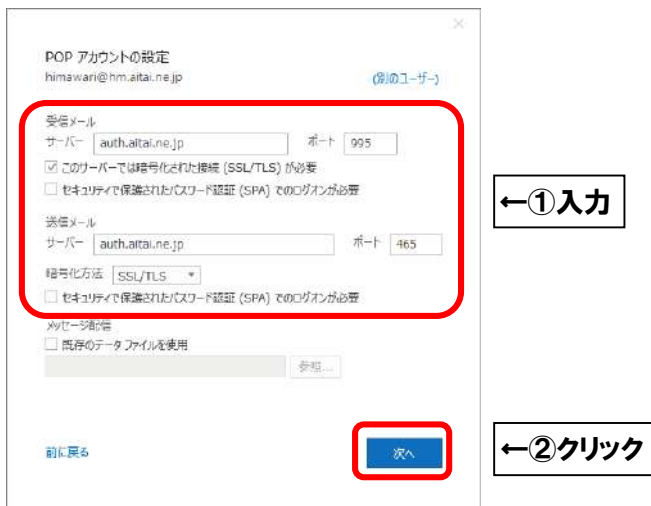 POP アカウントの設定
himawari@hm.aitai.ne.jp (別のユーザー)
受信メール
サーバー auth.aitai.ne.jp ポート 995
このサーバーでは暗号化された接続 (SSL/TLS) が必要
セキュリティで保護されたパスワード認証 (SPA) でのログオンが必要
←①入力
送信メール
サーバー auth.aitai.ne.jp ポート 465
暗号化方法 SSL/TLS
セキュリティで保護されたパスワード認証 (SPA) でのログオンが必要
メッセージ配信
既存のデータ ファイルを使用
参照...
前に戻る 次へ ←②クリック